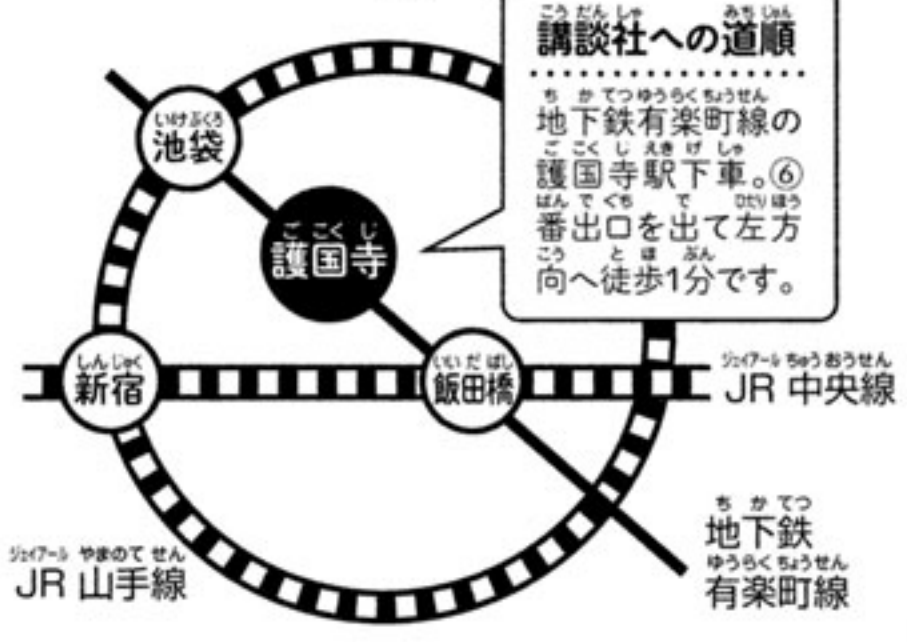 講談社への道順
地下鉄有楽町線の
護国寺駅下車。⑥
番出口を出て左方
向へ徒歩1分です。
池袋
護国寺
新宿
飯田橋
JR 中央線
地下鉄
有楽町線
JR 山手線